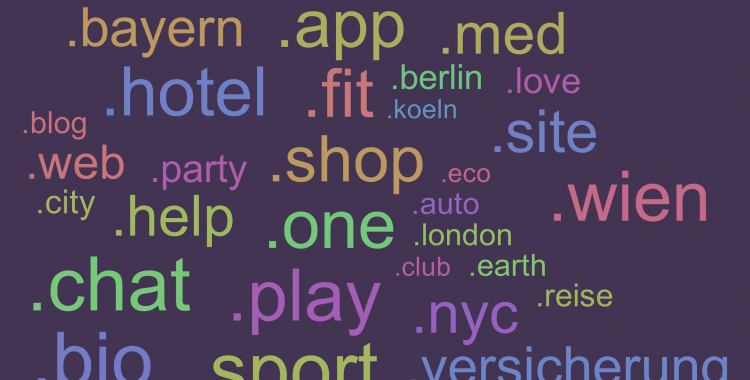 .bayern .app .med
.hotel .fit .berlin .love
.koeln
.blog .site
.web .party .shop .eco
.city .help .one .auto .wien
.london
.chat .play .club .earth
.nyc .reise
.bio .sport .versicherung